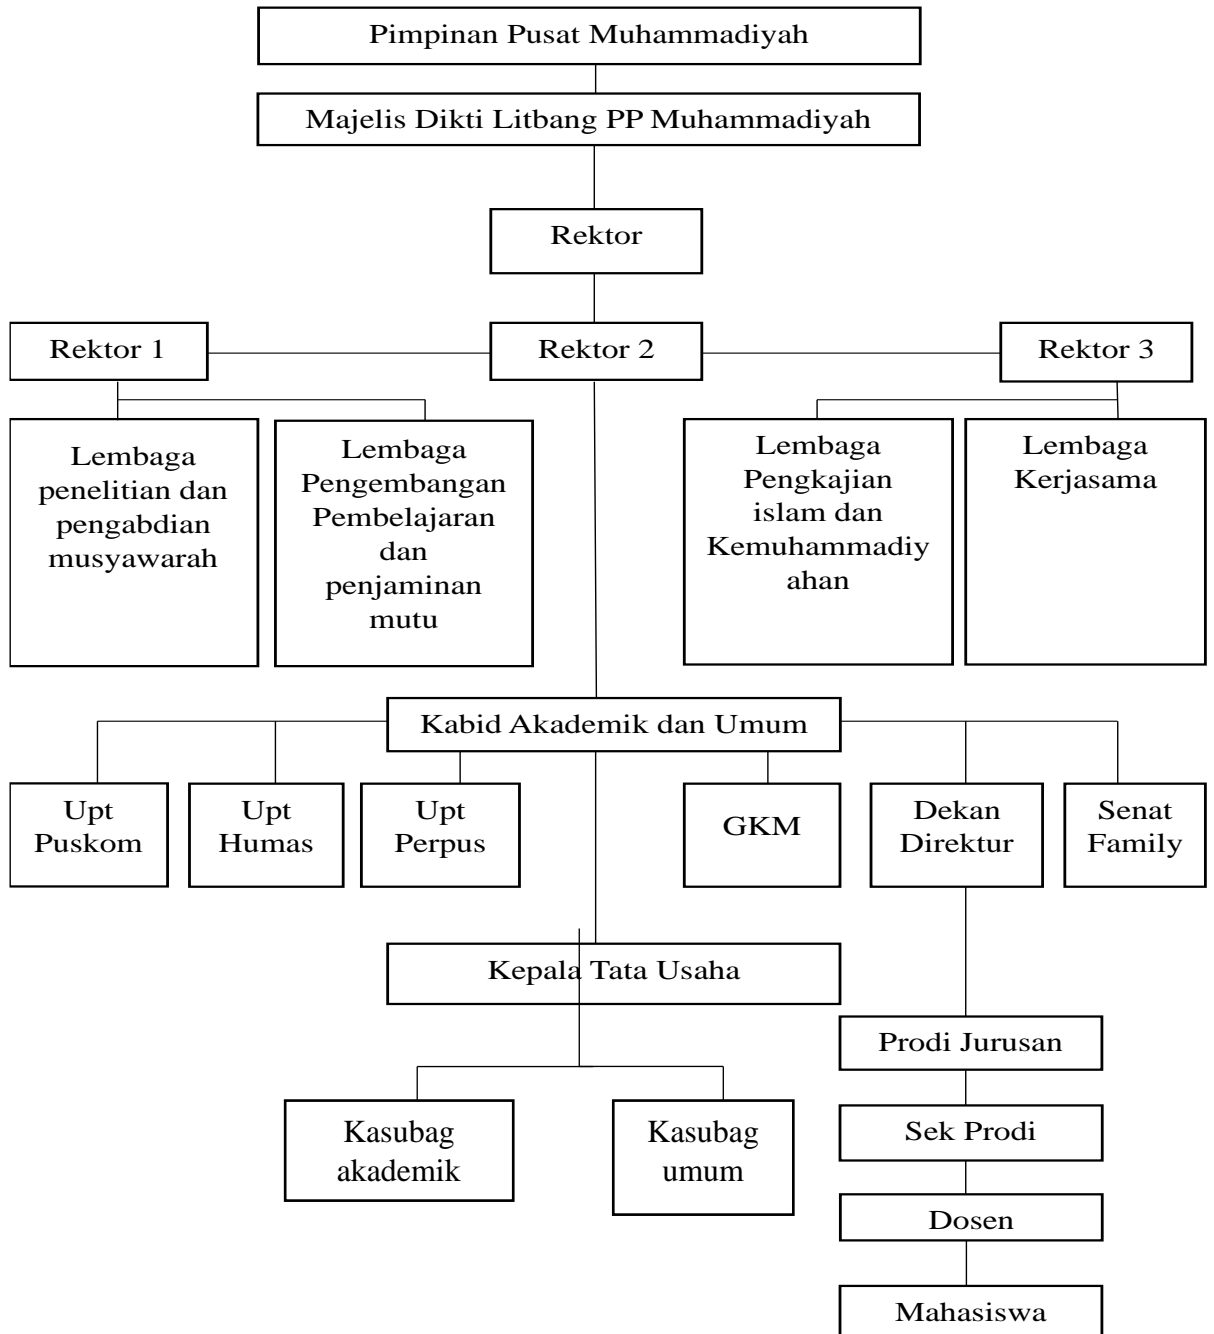 Pimpinan Pusat Muhammadiyah
Majelis Dikti Litbang PP Muhammadiyah
Rektor
Rektor 1
Rektor 2
Rektor 3
Lembaga
penelitian dan
pengabdian
musyawarah
Lembaga
Pengembangan
Pembelajaran
dan
penjaminan
mutu
Lembaga
Pengkajian
islam dan
Kemuhammadiy
ahan
Lembaga
Kerjasama
Kabid Akademik dan Umum
Upt
Puskom
Upt
Humas
Upt
Perpus
GKM
Dekan
Direktur
Senat
Family
Kepala Tata Usaha
Prodi Jurusan
Kasubag
akademik
Kasubag
umum
Sek Prodi
Dosen
Mahasiswa